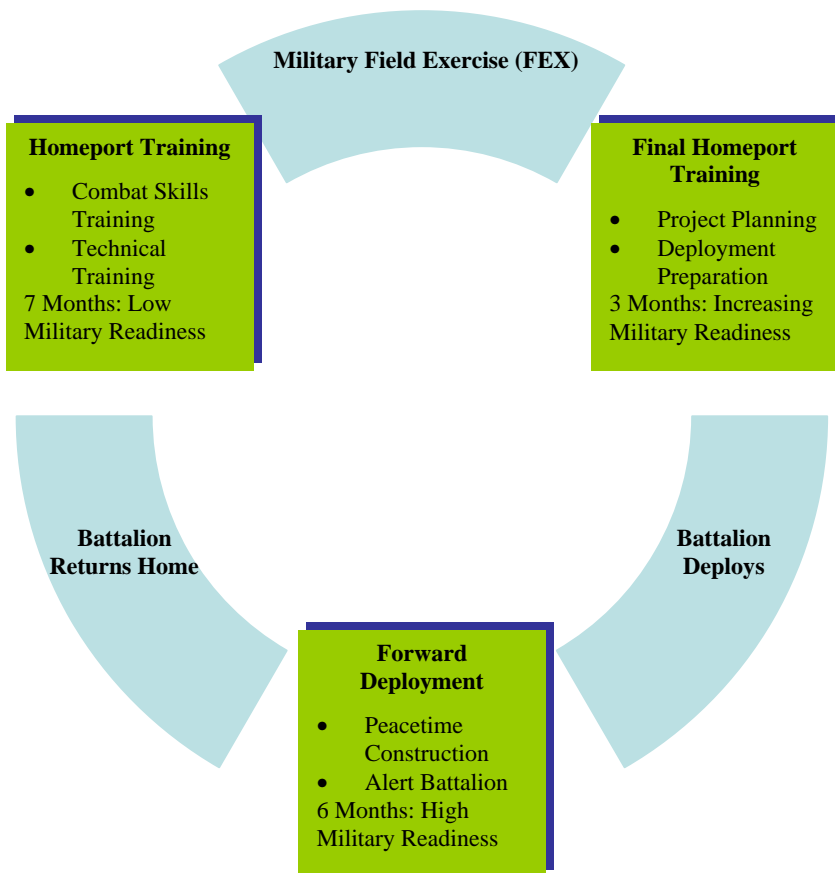 Military Field Exercise (FEX)
Homeport Training
• Combat Skills
Training
• Technical
Training
7 Months: Low
Military Readiness
Final Homeport
Training
• Project Planning
• Deployment
Preparation
3 Months: Increasing
Military Readiness
Battalion
Returns Home
Battalion
Deploys
Forward
Deployment
• Peacetime
Construction
• Alert Battalion
6 Months: High
Military Readiness